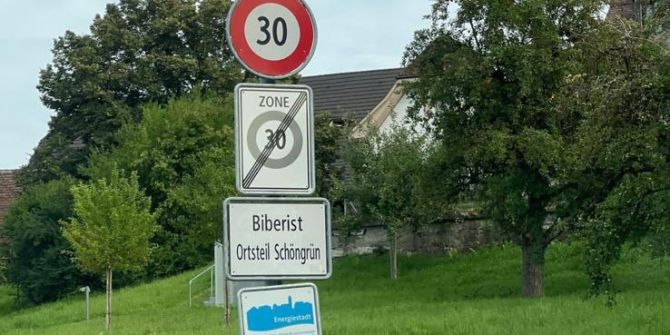 30
ZONE
30
Biberist
Ortsteil Schöngrün
Energiestadt